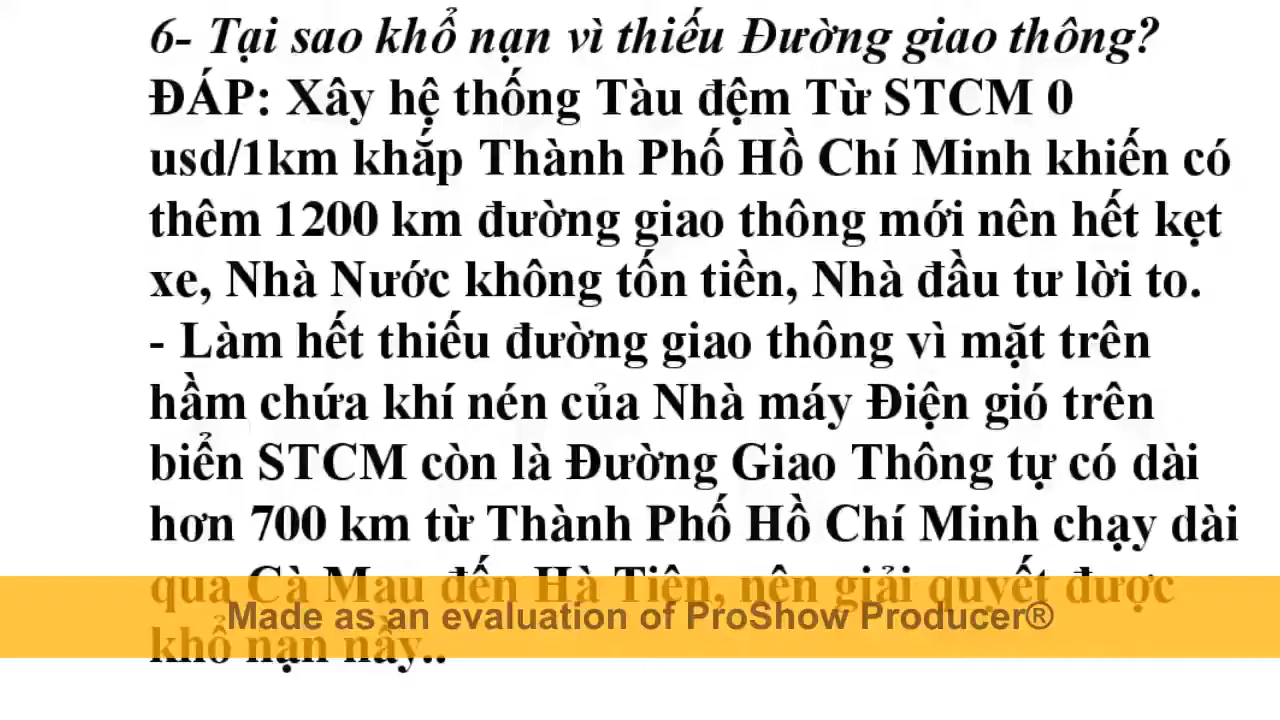 6- Tại sao khổ nạn vì thiếu Đường giao thông?
ĐÁP: Xây hệ thống Tàu đệm Từ STCM 0
usd/1km khắp Thành Phố Hồ Chí Minh khiến có
thêm 1200 km đường giao thông mới nên hết kẹt
xe, Nhà Nước không tốn tiền, Nhà đầu tư lời to.
- Làm hết thiếu đường giao thông vì mặt trên
hầm chứa khí nén của Nhà máy Điện gió trên
biển STCM còn là Đường Giao Thông tự có dài
hơn 700 km từ Thành Phố Hồ Chí Minh chạy dài
qua Cà Mau đến Hà Tiên, nên giải quyết được
Made as an evaluation of ProShow Producer®
khổ nạn nầy..